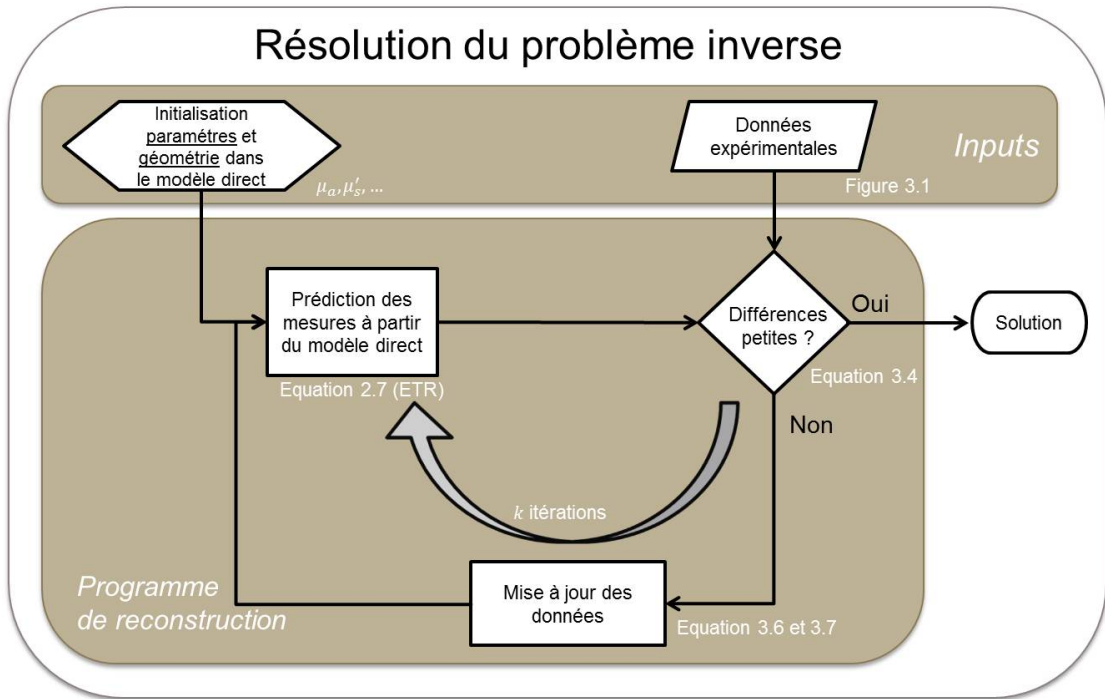 Résolution du problème inverse
Initialisation
paramétres et
géométrie dans
le modèle direct
μₐ, μ'ₛ, …
Données
expérimentales
Inputs
Figure 3.1
Prédiction des
mesures à partir
du modèle direct
Equation 2.7 (ETR)
Différences
petites ?
Oui
Solution
Equation 3.4
Non
k itérations
Mise à jour des
données
Equation 3.6 et 3.7
Programme
de reconstruction